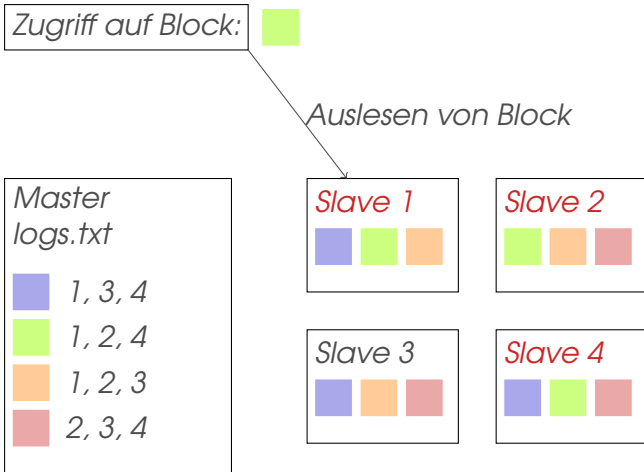 Zugriff auf Block:
Auslesen von Block
Master
logs.txt
1, 3, 4
1, 2, 4
1, 2, 3
2, 3, 4
Slave 1
Slave 2
Slave 3
Slave 4